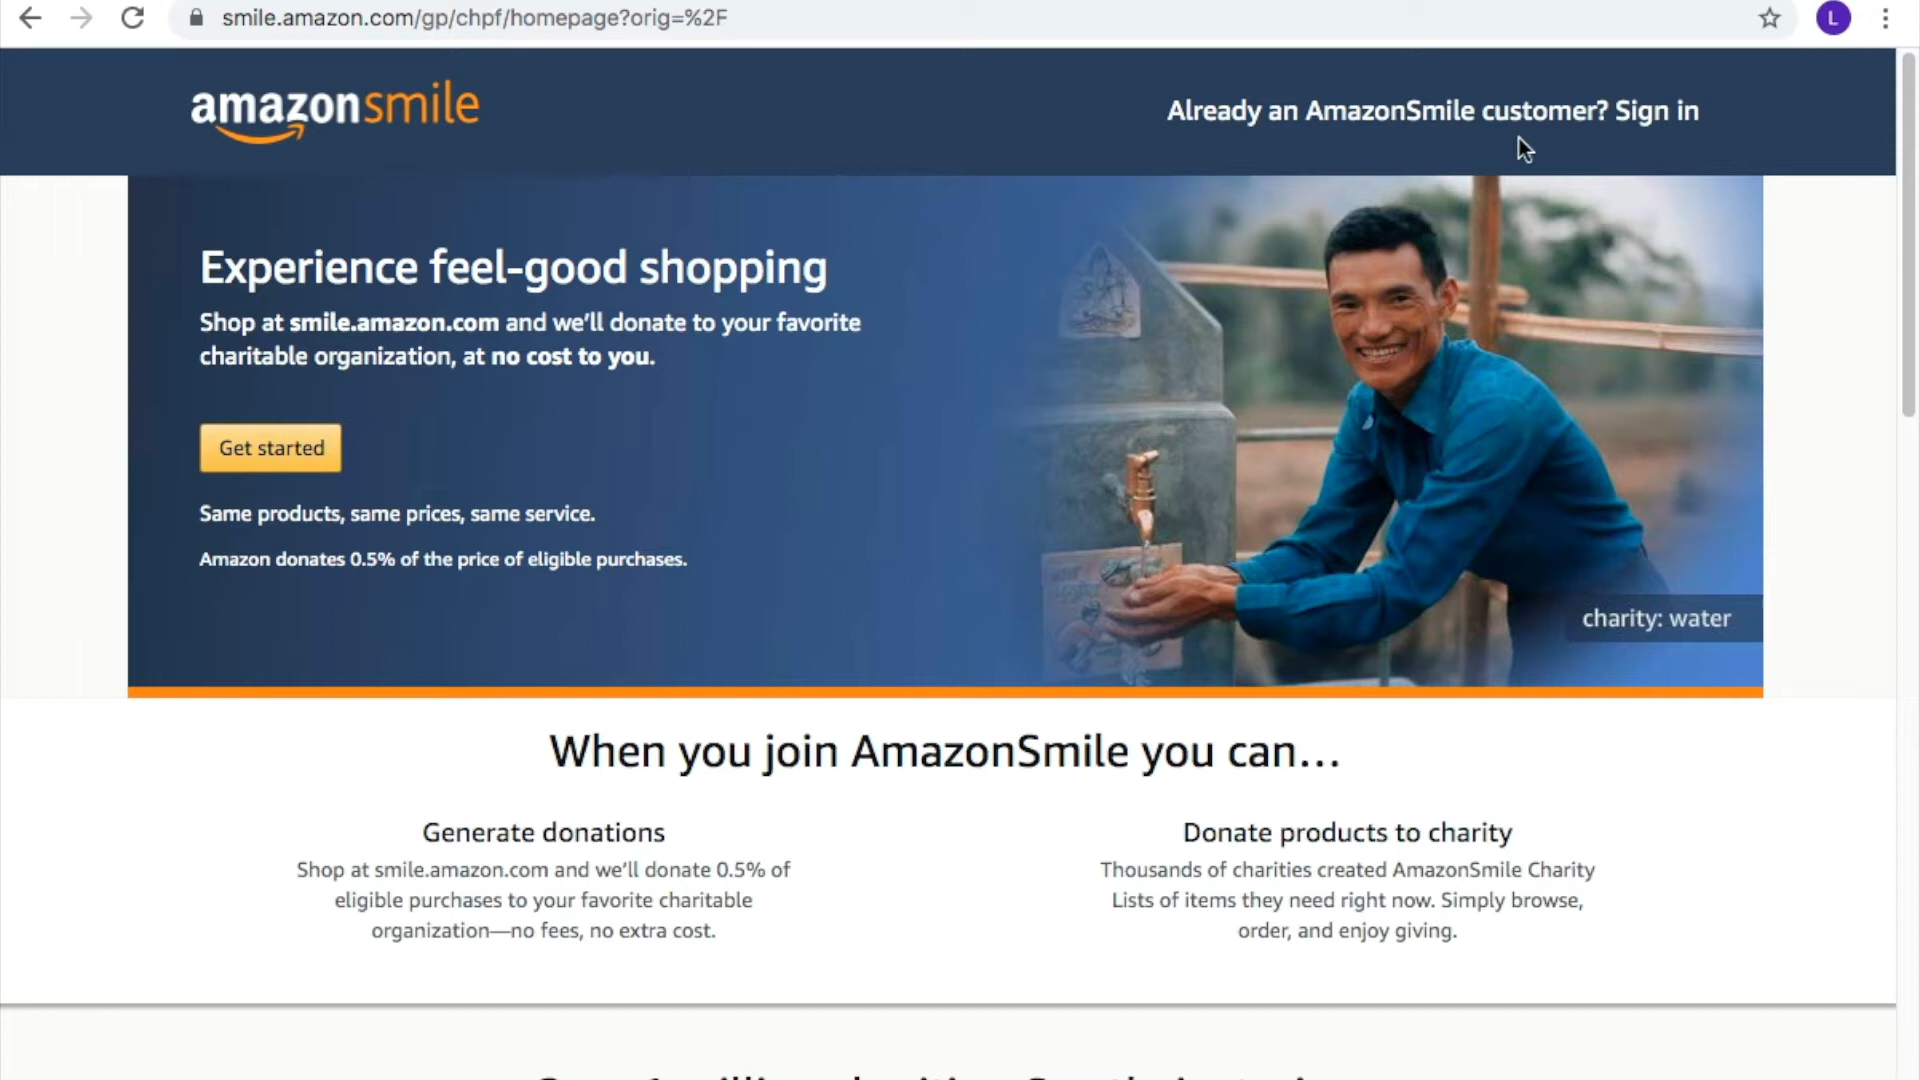 smile.amazon.com/gp/chpf/homepage?orig=%2F
L
amazonsmile
Already an AmazonSmile customer? Sign in
Experience feel-good shopping
Shop at smile.amazon.com and we’ll donate to your favorite
charitable organization, at no cost to you.
Get started
Same products, same prices, same service.
Amazon donates 0.5% of the price of eligible purchases.
charity: water
When you join AmazonSmile you can...
Generate donations
Shop at smile.amazon.com and we’ll donate 0.5% of
eligible purchases to your favorite charitable
organization—no fees, no extra cost.
Donate products to charity
Thousands of charities created AmazonSmile Charity
Lists of items they need right now. Simply browse,
order, and enjoy giving.